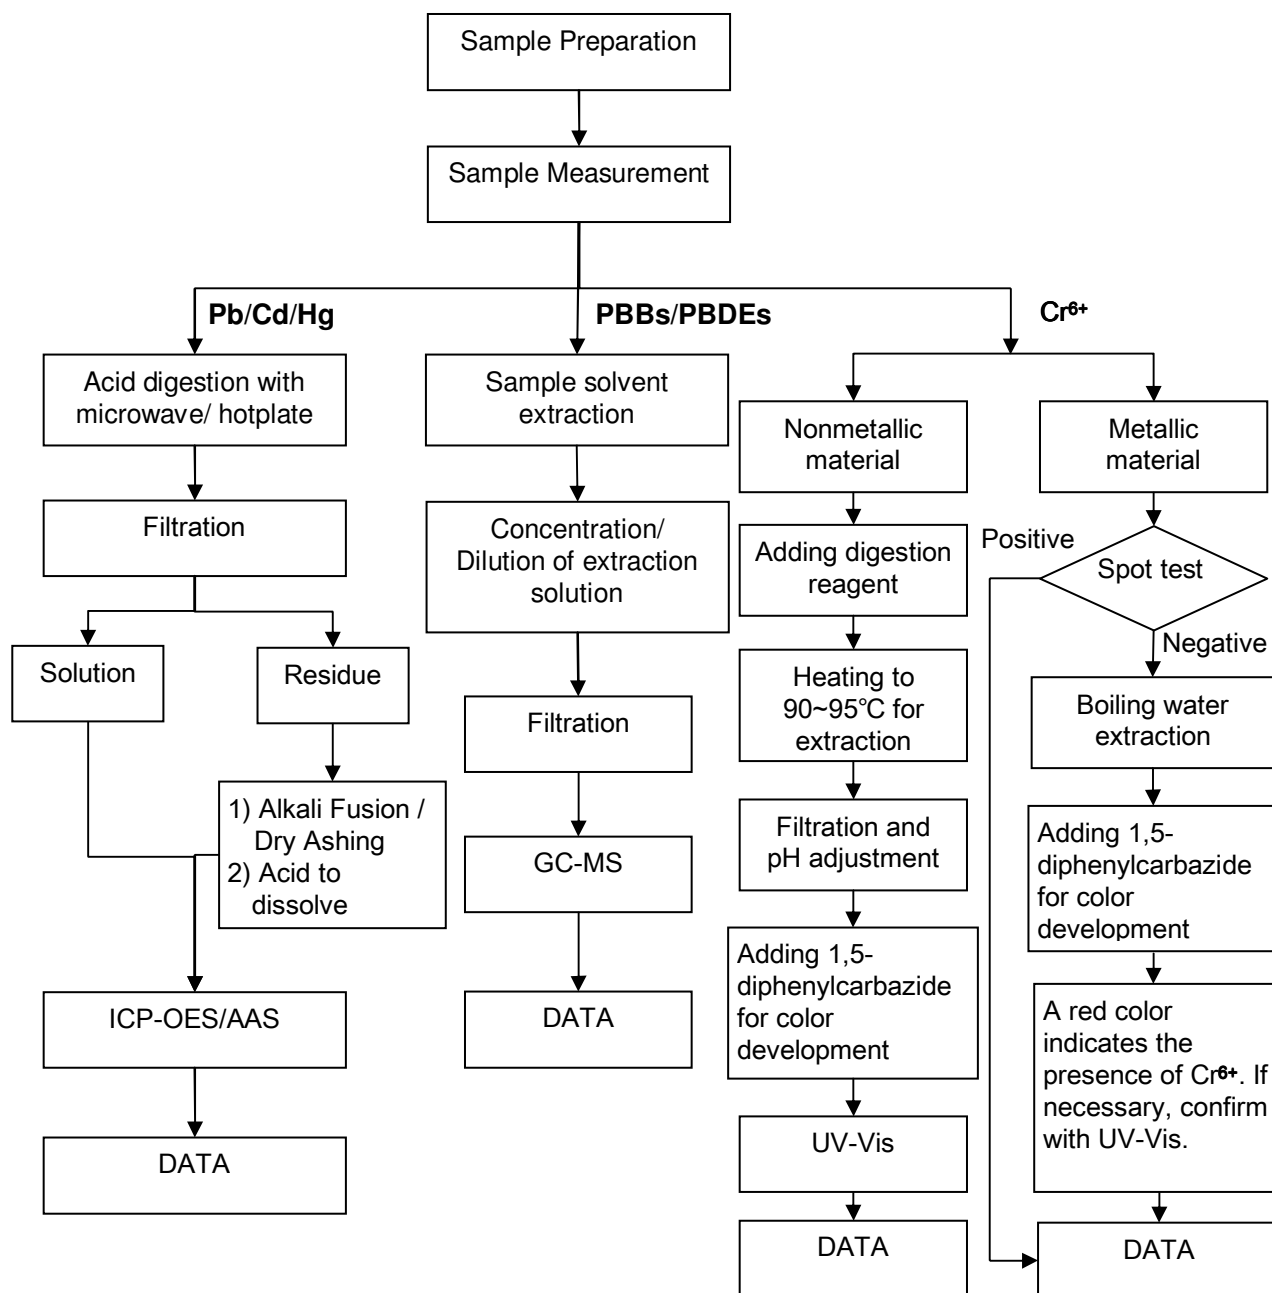 Sample Preparation
Sample Measurement
Pb/Cd/Hg
PBBs/PBDEs
Cr⁶⁺
Acid digestion with
microwave/ hotplate
Filtration
Solution
Residue
1) Alkali Fusion /
Dry Ashing
2) Acid to
dissolve
ICP-OES/AAS
DATA
Sample solvent
extraction
Concentration/
Dilution of extraction
solution
Filtration
GC-MS
DATA
Nonmetallic
material
Adding digestion
reagent
Heating to
90~95℃ for
extraction
Filtration and
pH adjustment
Adding 1,5-
diphenylcarbazide
for color
development
UV-Vis
DATA
Metallic
material
Positive
Spot test
Negative
Boiling water
extraction
Adding 1,5-
diphenylcarbazide
for color
development
A red color
indicates the
presence of Cr⁶⁺. If
necessary, confirm
with UV-Vis.
DATA